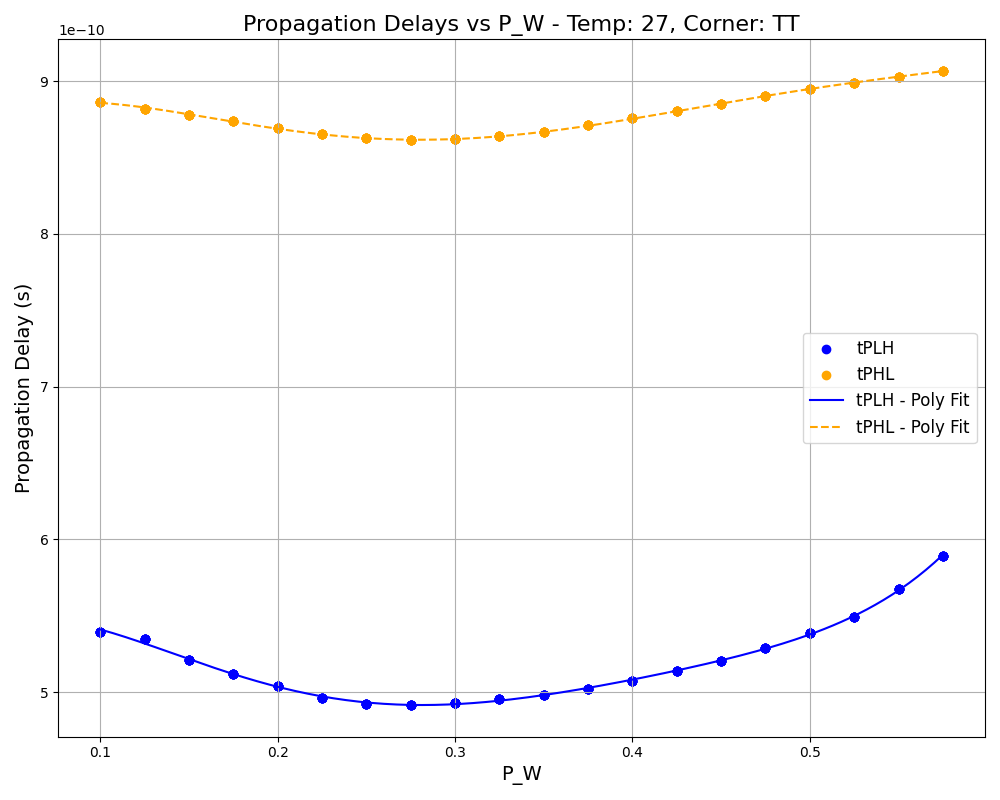 Propagation Delays vs P_W - Temp: 27, Corner: TT
1e−10
9
8
7
6
5
Propagation Delay (s)
tPLH
tPHL
tPLH - Poly Fit
tPHL - Poly Fit
0.1 0.2 0.3 0.4 0.5
P_W